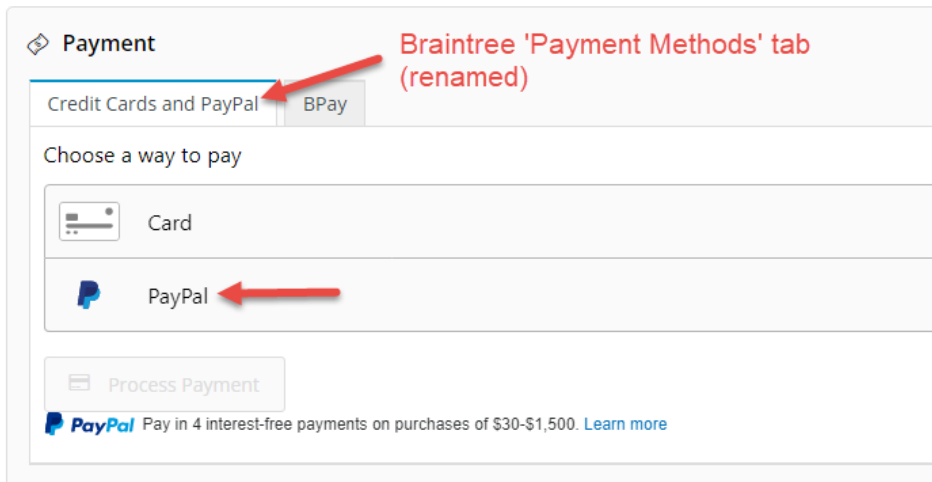 Payment
Braintree 'Payment Methods' tab
(renamed)
Credit Cards and PayPal
BPay
Choose a way to pay
Card
PayPal
Process Payment
PayPal Pay in 4 interest-free payments on purchases of $30-$1,500. Learn more